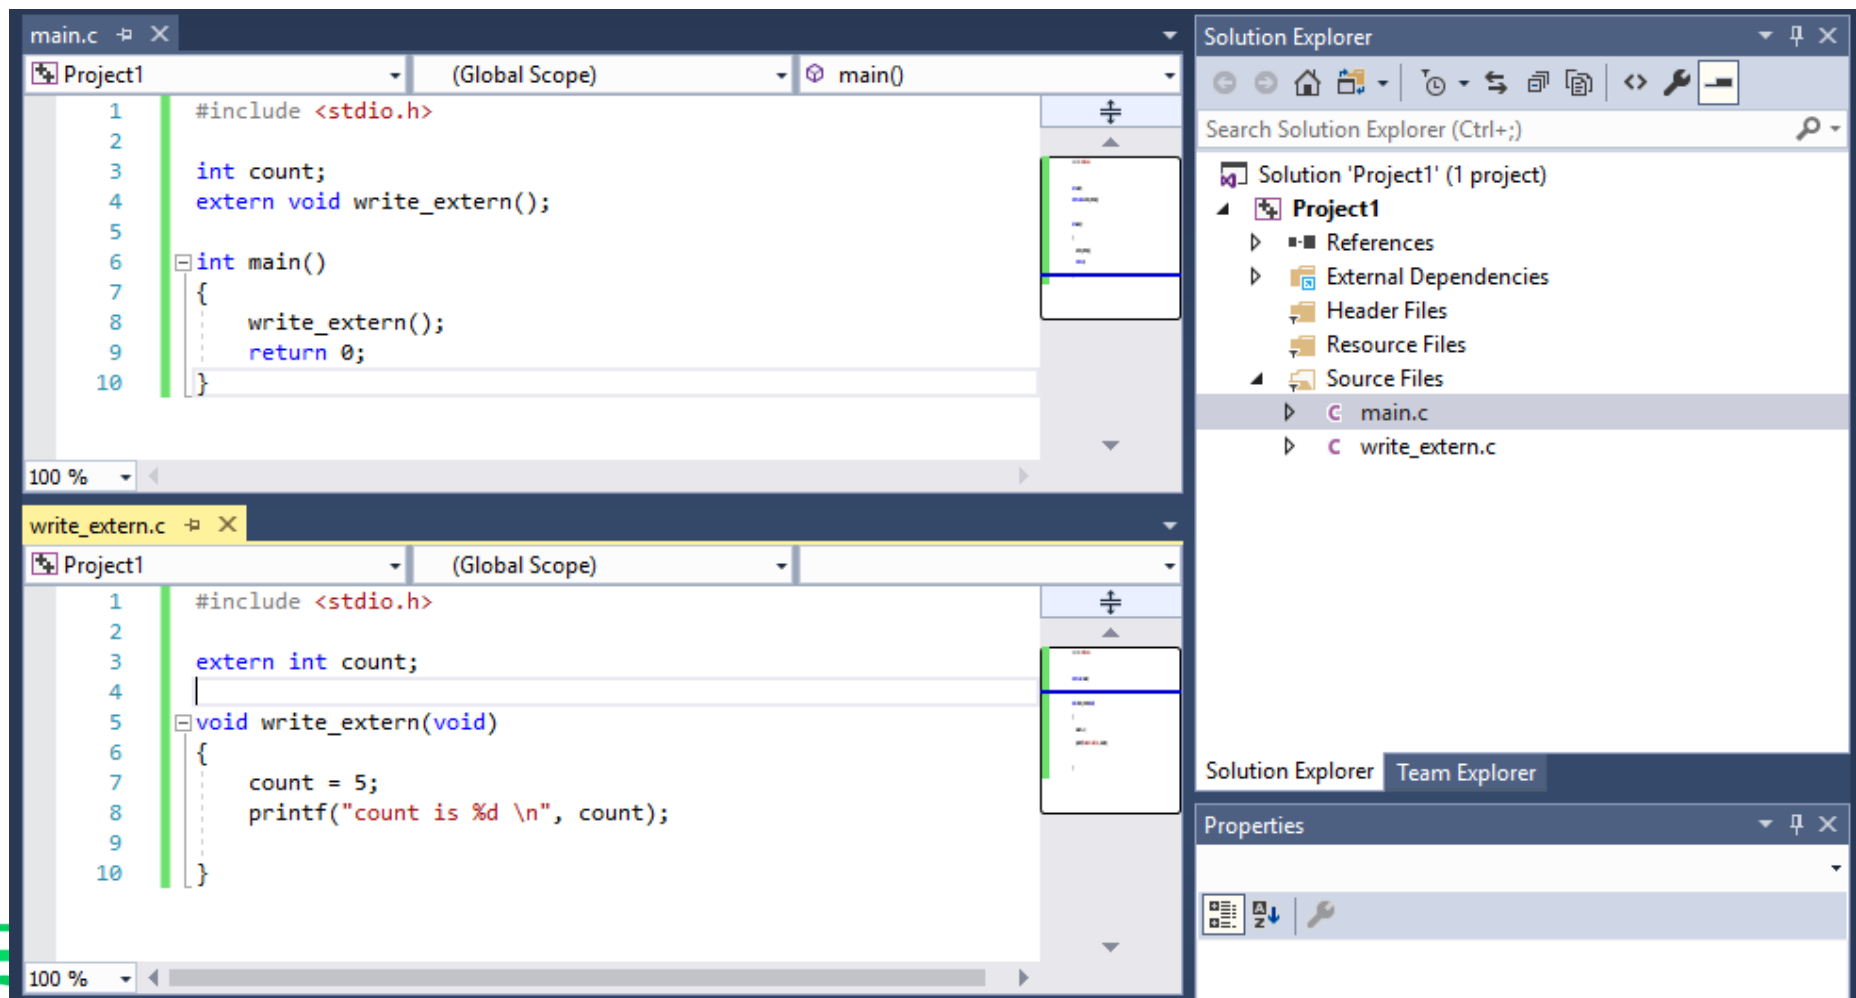 main.c
Project1 (Global Scope) main()
1 #include <stdio.h>
2
3 int count;
4 extern void write_extern();
5
6 int main()
7 {
8 write_extern();
9 return 0;
10 }
100 %
write_extern.c
Project1 (Global Scope)
1 #include <stdio.h>
2
3 extern int count;
4
5 void write_extern(void)
6 {
7 count = 5;
8 printf("count is %d \n", count);
9
10 }
100 %
Solution Explorer
Search Solution Explorer (Ctrl+;)
Solution 'Project1' (1 project)
Project1
References
External Dependencies
Header Files
Resource Files
Source Files
C main.c
C write_extern.c
Solution Explorer Team Explorer
Properties